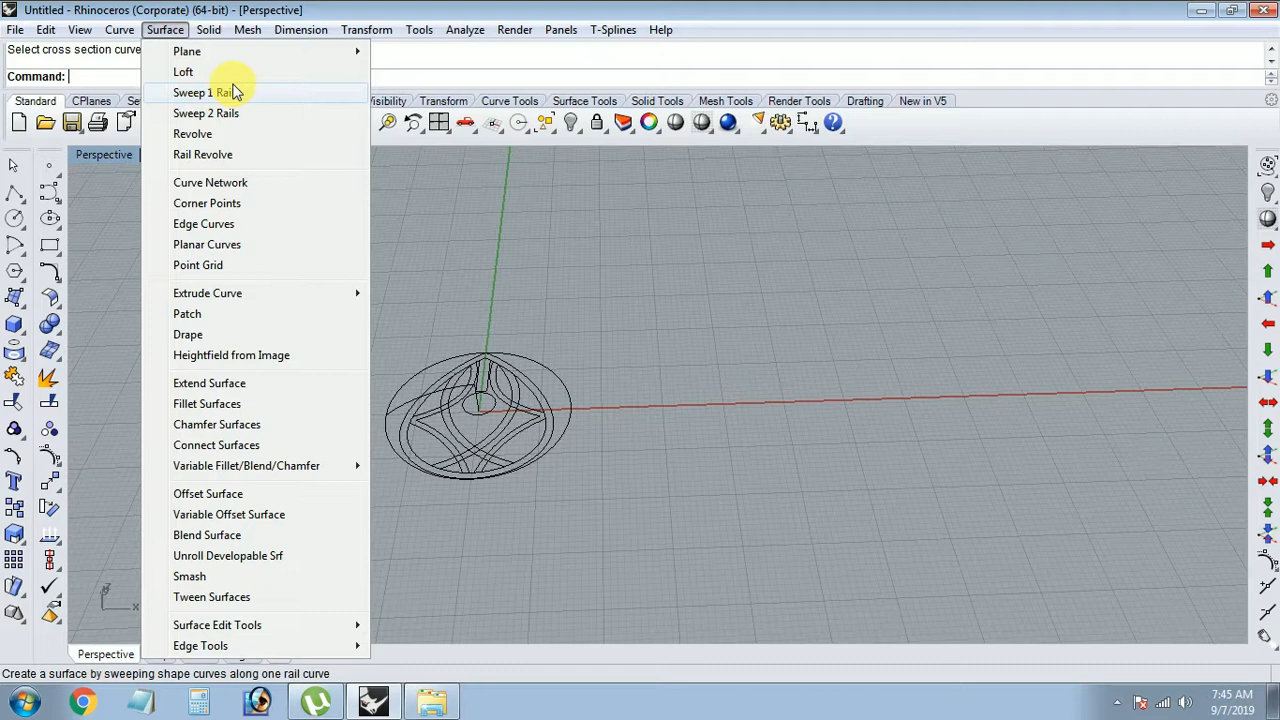 Untitled - Rhinoceros (Corporate) (64-bit) - [Perspective]
File Edit View Curve Surface Solid Mesh Dimension Transform Tools Analyze Render Panels T-Splines Help
Select cross section curve
Command:
Standard CPlanes Se
isibility Transform Curve Tools Surface Tools Solid Tools Mesh Tools Render Tools Drafting New in V5
Perspective
Plane
Loft
Sweep 1 Rail
Sweep 2 Rails
Revolve
Rail Revolve
Curve Network
Corner Points
Edge Curves
Planar Curves
Point Grid
Extrude Curve
Patch
Drape
Heightfield from Image
Extend Surface
Fillet Surfaces
Chamfer Surfaces
Connect Surfaces
Variable Fillet/Blend/Chamfer
Offset Surface
Variable Offset Surface
Blend Surface
Unroll Developable Srf
Smash
Tween Surfaces
Surface Edit Tools
Edge Tools
x
Perspective
Create a surface by sweeping shape curves along one rail curve
7:45 AM
9/7/2019